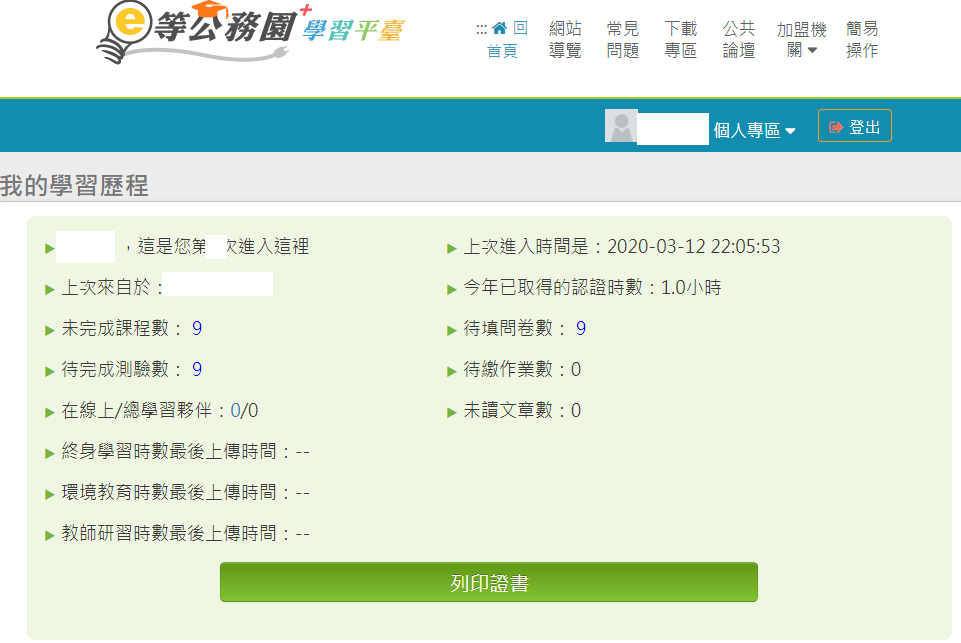 e等公務園+學習平臺
::: 回首頁
網站導覽
常見問題
下載專區
公共論壇
加盟機關
簡易操作
個人專區
登出
我的學習歷程
，這是您第 次進入這裡
上次進入時間是：2020-03-12 22:05:53
上次來自於：
今年已取得的認證時數：1.0小時
未完成課程數： 9
待填問卷數： 9
待完成測驗數： 9
待繳作業數：0
在線上/總學習夥伴：0/0
未讀文章數：0
終身學習時數最後上傳時間：--
環境教育時數最後上傳時間：--
教師研習時數最後上傳時間：--
列印證書